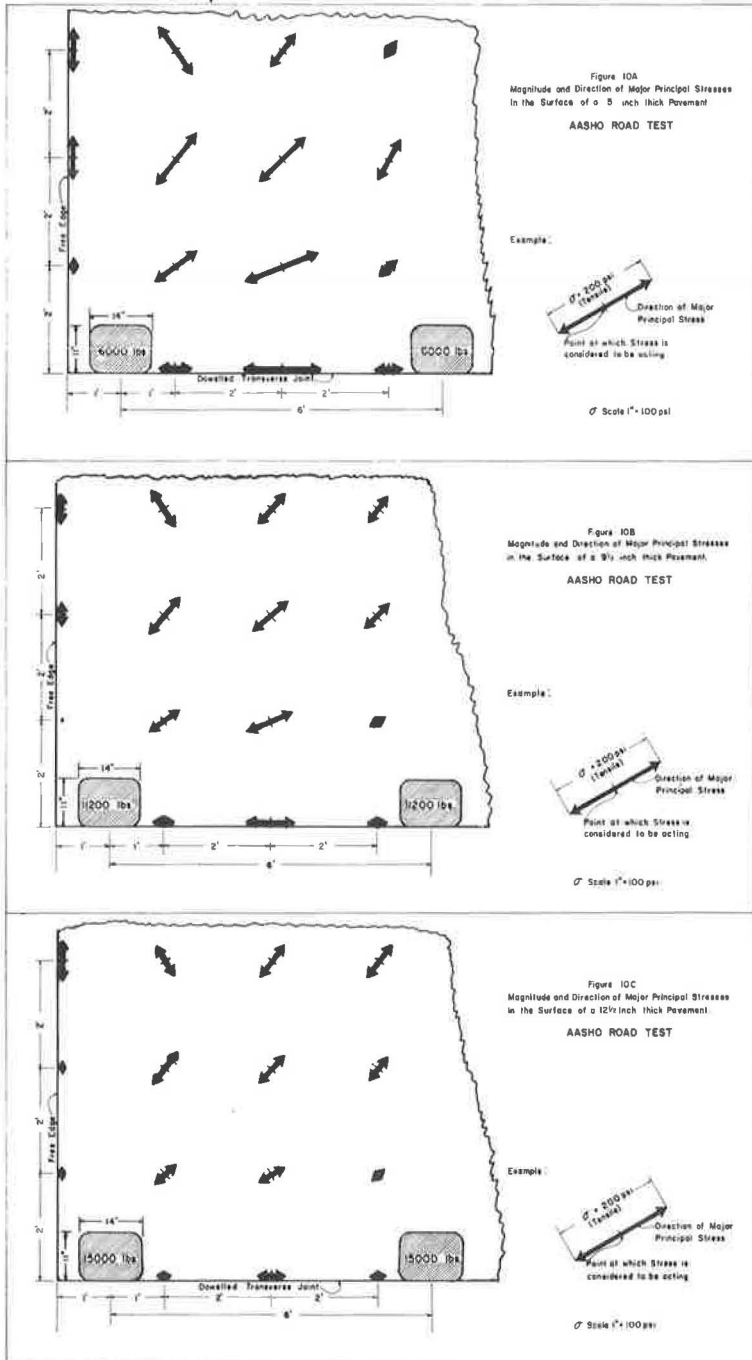 Figure 10A
Magnitude and Direction of Major Principal Stresses
in the Surface of a 5 inch thick Pavement
AASHO ROAD TEST
2'
2'
2'
Free Edge
Example:
σ = 200 psi
(Tensile)
Direction of Major
Principal Stress
Point at which Stress is
considered to be acting
14"
11"
6000 lbs
6000 lbs
Dowelled Transverse Joint
1'
1'
2'
2'
6'
σ Scale 1" = 100 psi
Figure 10B
Magnitude and Direction of Major Principal Stresses
in the Surface of a 9½ inch thick Pavement.
AASHO ROAD TEST
2'
2'
2'
Free Edge
Example:
σ = 200 psi
(Tensile)
Direction of Major
Principal Stress
Point at which Stress is
considered to be acting
14"
11"
11200 lbs.
11200 lbs.
1'
1'
2'
2'
6'
σ Scale 1" = 100 psi
Figure 10C
Magnitude and Direction of Major Principal Stresses
in the Surface of a 12½ inch thick Pavement.
AASHO ROAD TEST
2'
2'
2'
Free Edge
Example:
σ = 200 psi
(Tensile)
Direction of Major
Principal Stress
Point at which Stress is
considered to be acting
14"
11"
15000 lbs
15000 lbs
Dowelled Transverse Joint
1'
1'
2'
2'
6'
σ Scale 1" = 100 psi